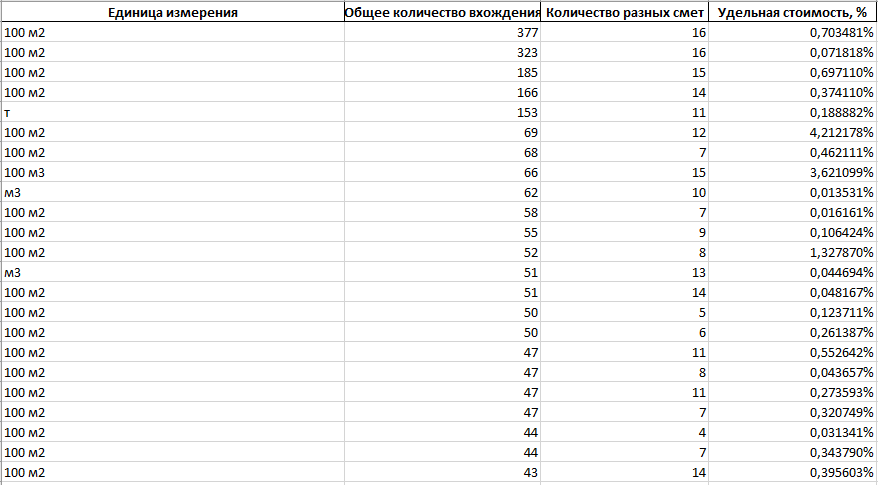 Единица измерения Общее количество вхождения Количество разных смет Удельная стоимость, %
100 м2 377 16 0,703481%
100 м2 323 16 0,071818%
100 м2 185 15 0,697110%
100 м2 166 14 0,374110%
т 153 11 0,188882%
100 м2 69 12 4,212178%
100 м2 68 7 0,462111%
100 м3 66 15 3,621099%
м3 62 10 0,013531%
100 м2 58 7 0,016161%
100 м2 55 9 0,106424%
100 м2 52 8 1,327870%
м3 51 13 0,044694%
100 м2 51 14 0,048167%
100 м2 50 5 0,123711%
100 м2 50 6 0,261387%
100 м2 47 11 0,552642%
100 м2 47 8 0,043657%
100 м2 47 11 0,273593%
100 м2 47 7 0,320749%
100 м2 44 4 0,031341%
100 м2 44 7 0,343790%
100 м2 43 14 0,395603%